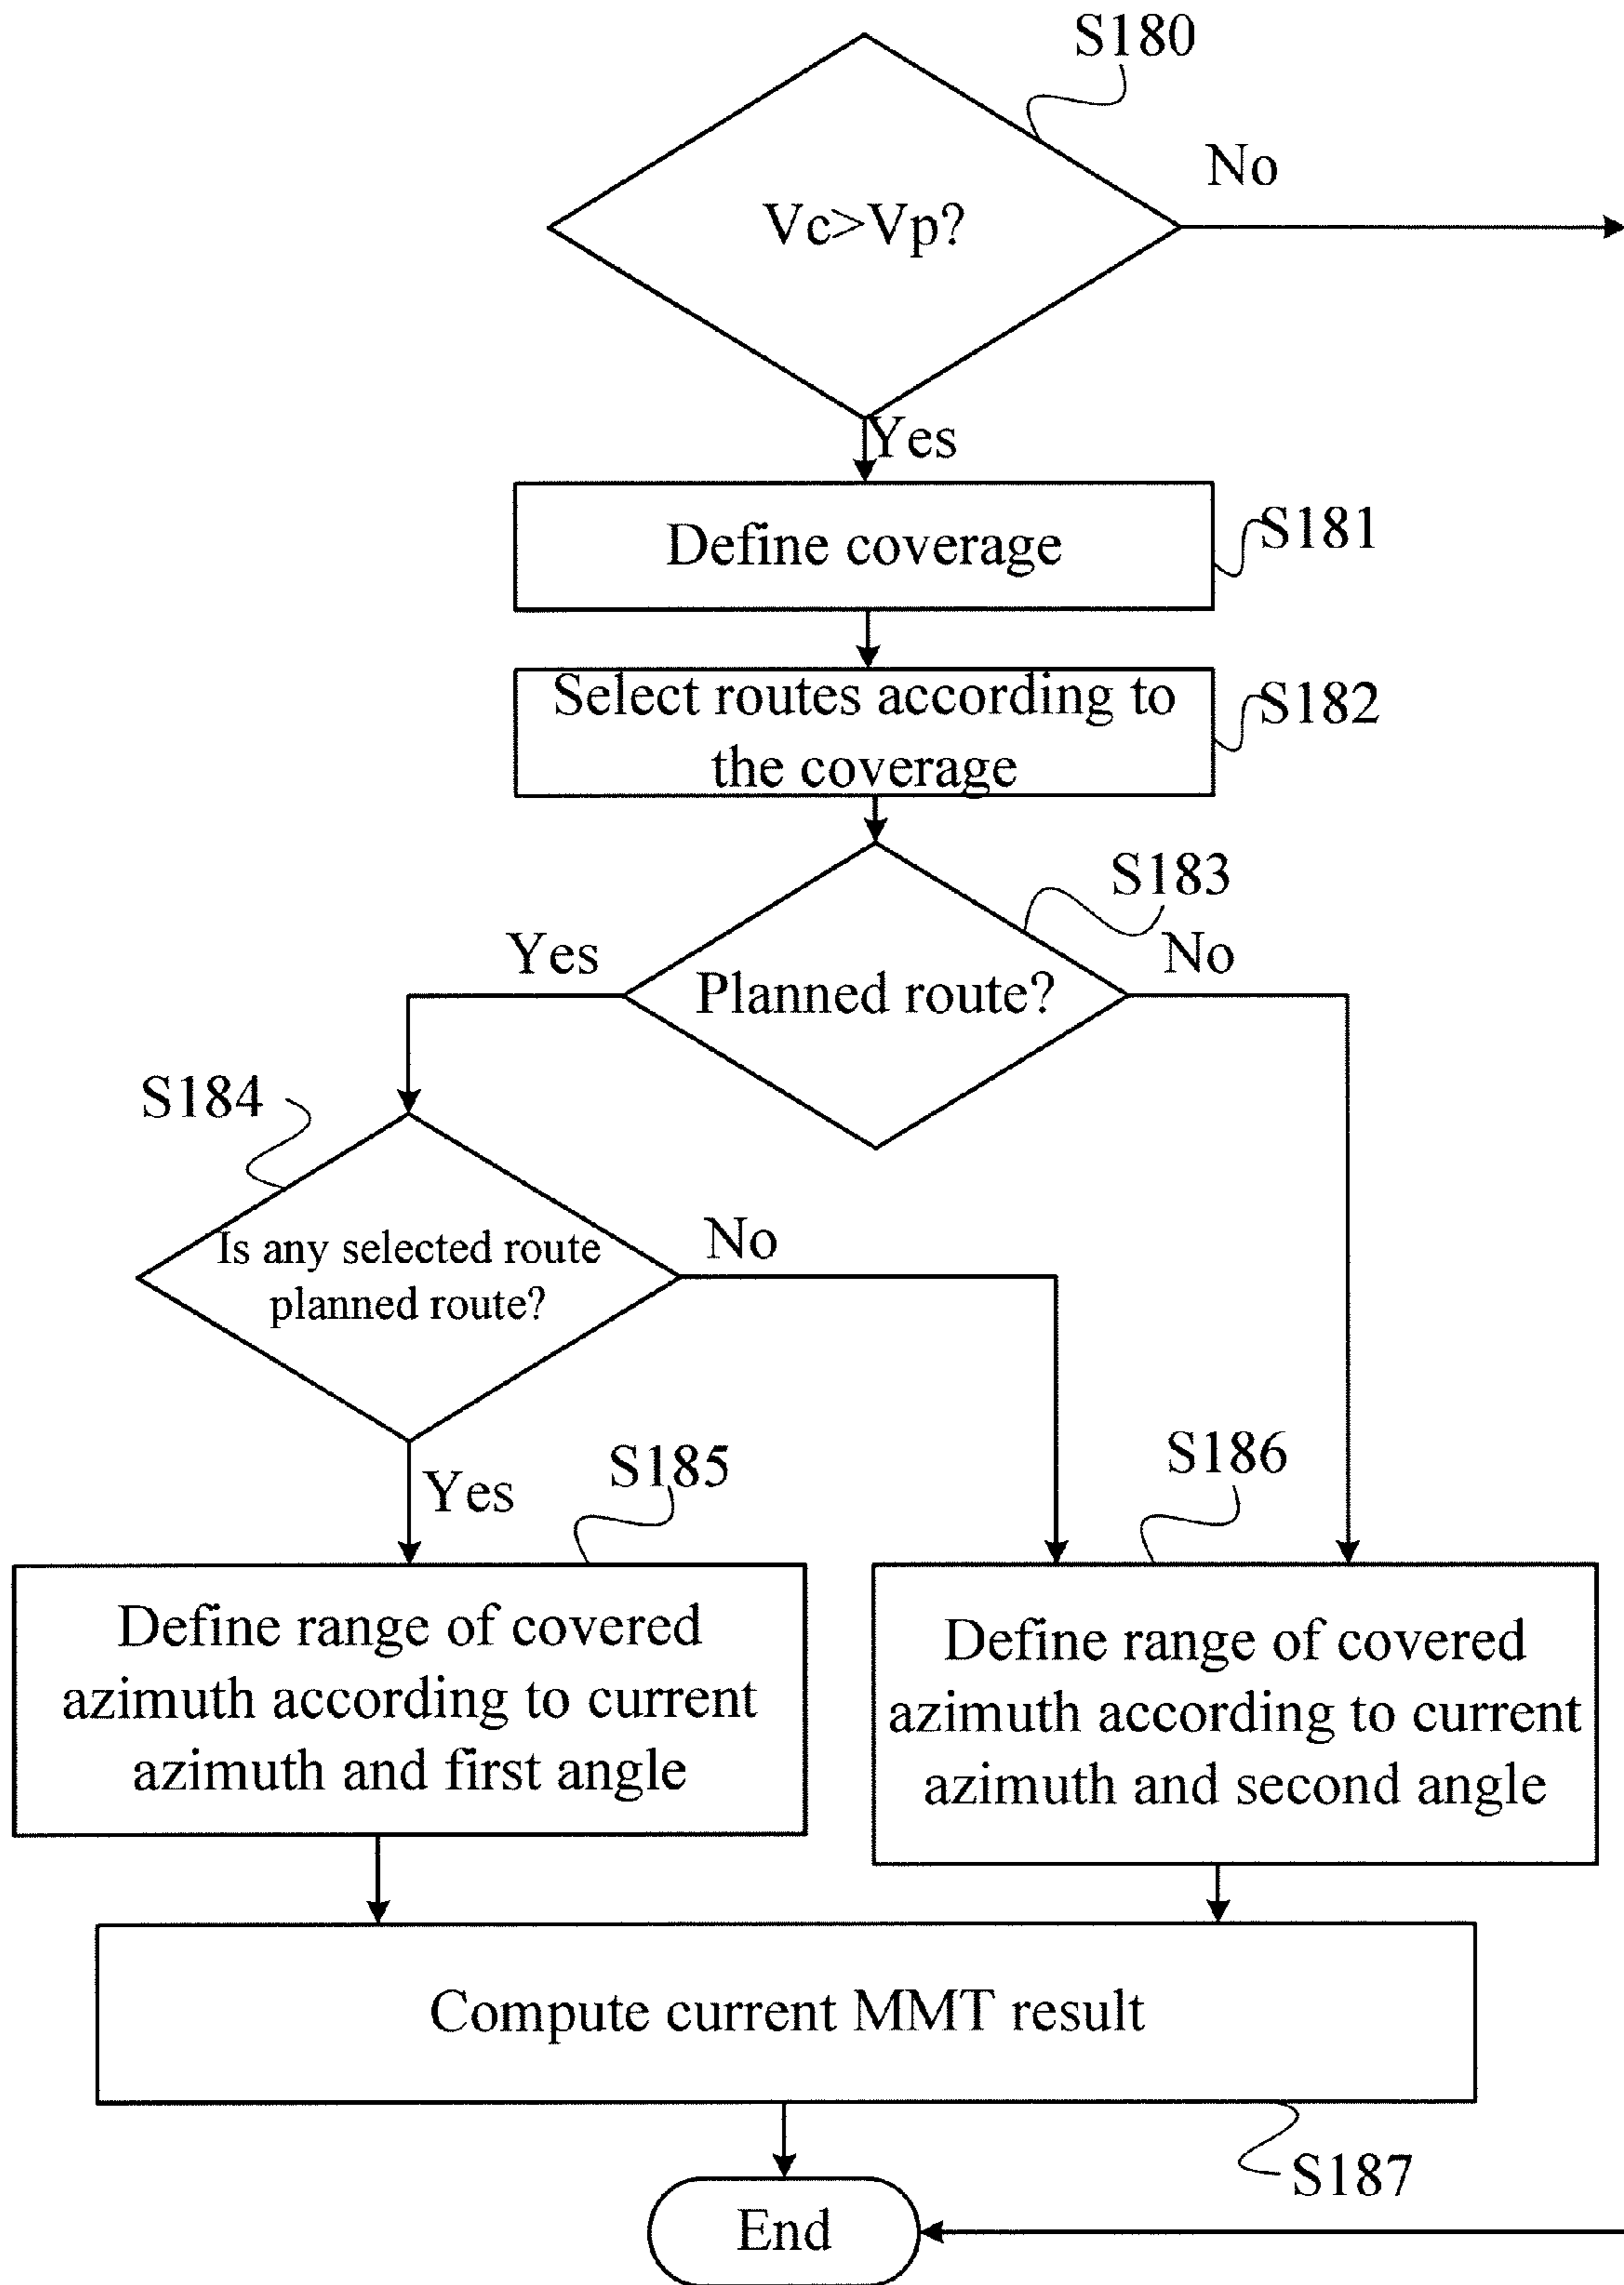 S180
No
Vc>Vp?
Yes
Define coverage
S181
Select routes according to
the coverage
S182
S183
Yes
No
Planned route?
S184
Is any selected route
planned route?
No
Yes
S185
S186
Define range of covered
azimuth according to current
azimuth and first angle
Define range of covered
azimuth according to current
azimuth and second angle
Compute current MMT result
S187
End